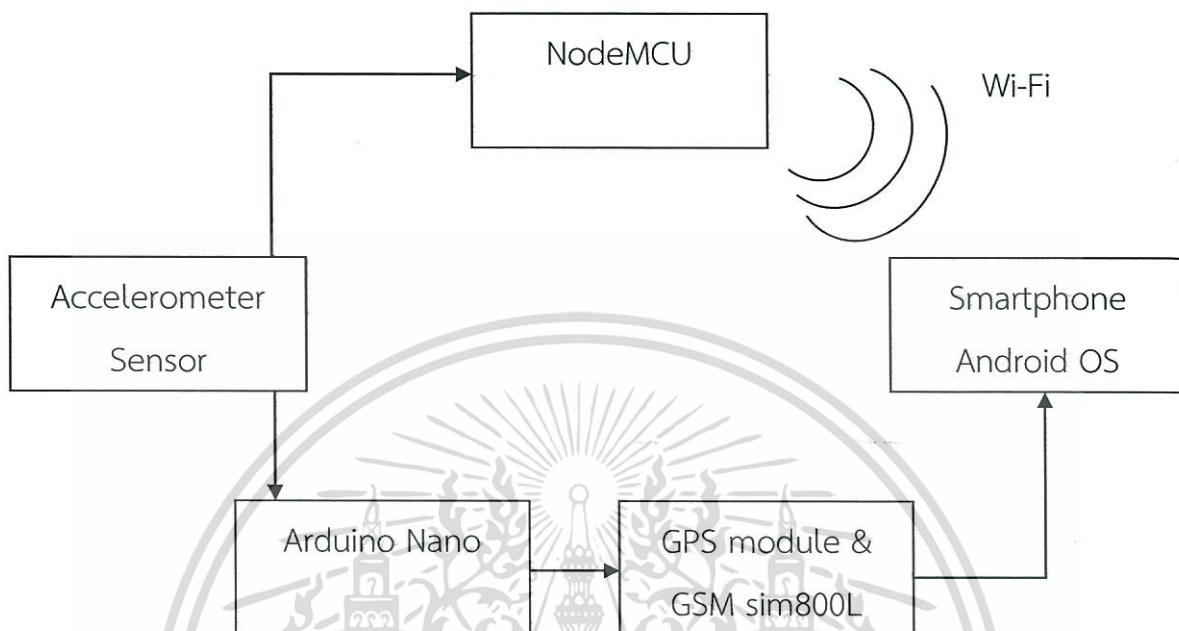 NodeMCU
Wi-Fi
Accelerometer
Sensor
Smartphone
Android OS
Arduino Nano
GPS module &
GSM sim800L